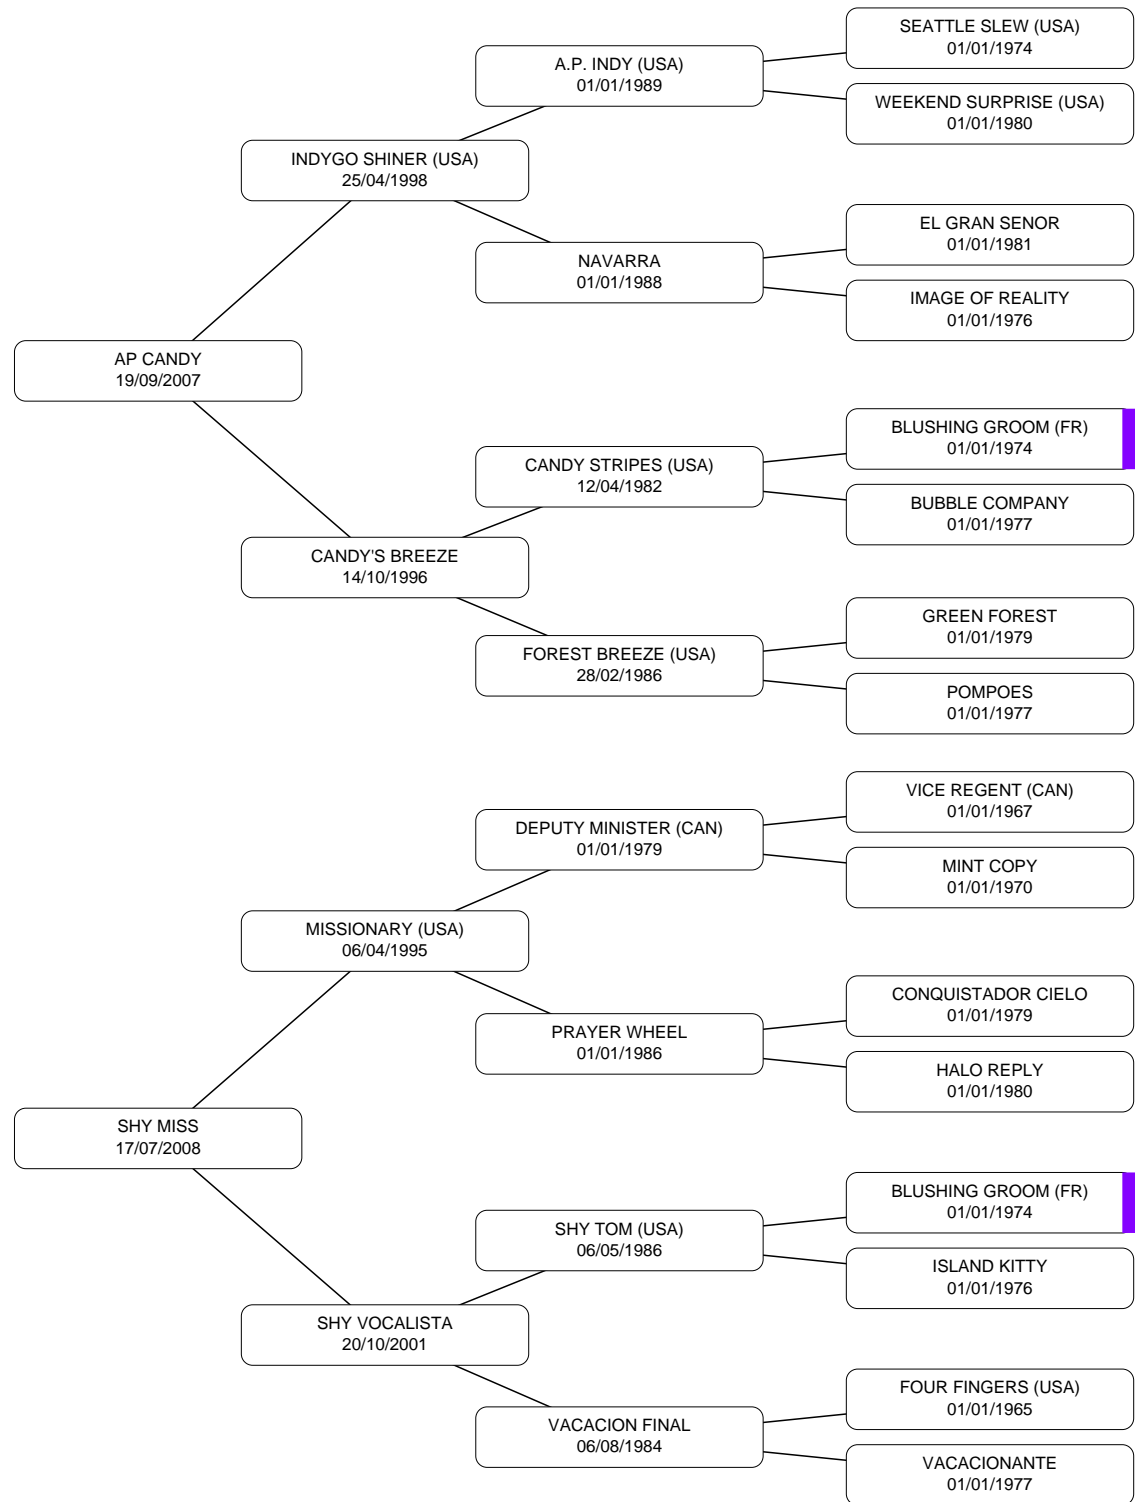 SEATTLE SLEW (USA)
01/01/1974
A.P. INDY (USA)
01/01/1989
WEEKEND SURPRISE (USA)
01/01/1980
INDYGO SHINER (USA)
25/04/1998
EL GRAN SENOR
01/01/1981
NAVARRA
01/01/1988
IMAGE OF REALITY
01/01/1976
AP CANDY
19/09/2007
BLUSHING GROOM (FR)
01/01/1974
CANDY STRIPES (USA)
12/04/1982
BUBBLE COMPANY
01/01/1977
CANDY'S BREEZE
14/10/1996
GREEN FOREST
01/01/1979
FOREST BREEZE (USA)
28/02/1986
POMPOES
01/01/1977
VICE REGENT (CAN)
01/01/1967
DEPUTY MINISTER (CAN)
01/01/1979
MINT COPY
01/01/1970
MISSIONARY (USA)
06/04/1995
CONQUISTADOR CIELO
01/01/1979
PRAYER WHEEL
01/01/1986
HALO REPLY
01/01/1980
SHY MISS
17/07/2008
BLUSHING GROOM (FR)
01/01/1974
SHY TOM (USA)
06/05/1986
ISLAND KITTY
01/01/1976
SHY VOCALISTA
20/10/2001
FOUR FINGERS (USA)
01/01/1965
VACACION FINAL
06/08/1984
VACACIONANTE
01/01/1977